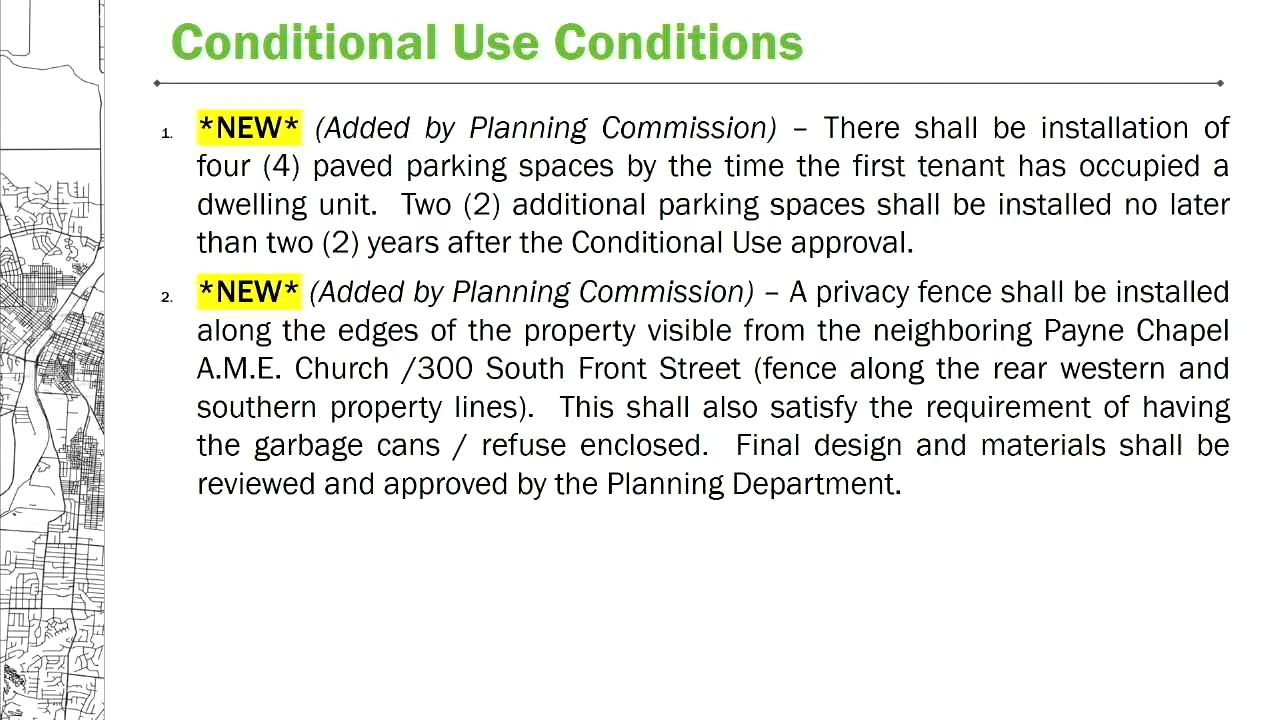 Conditional Use Conditions
1. *NEW* (Added by Planning Commission) – There shall be installation of
four (4) paved parking spaces by the time the first tenant has occupied a
dwelling unit. Two (2) additional parking spaces shall be installed no later
than two (2) years after the Conditional Use approval.
2. *NEW* (Added by Planning Commission) – A privacy fence shall be installed
along the edges of the property visible from the neighboring Payne Chapel
A.M.E. Church /300 South Front Street (fence along the rear western and
southern property lines). This shall also satisfy the requirement of having
the garbage cans / refuse enclosed. Final design and materials shall be
reviewed and approved by the Planning Department.